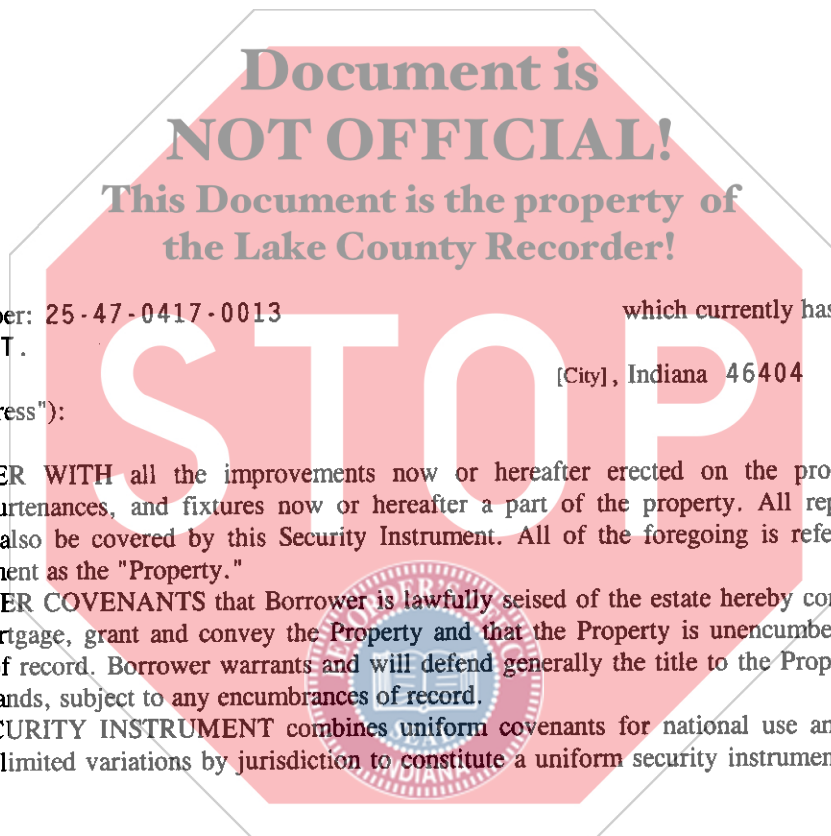 Document is
NOT OFFICIAL!
This Document is the property of
the Lake County Recorder!
ber: 25-47-0417-0013 which currently has
T.
[City], Indiana 46404
ress"):
STOP
ER WITH all the improvements now or hereafter erected on the pro
urtenances, and fixtures now or hereafter a part of the property. All rep
also be covered by this Security Instrument. All of the foregoing is refe
ment as the "Property."
ER COVENANTS that Borrower is lawfully seised of the estate hereby con
rtgage, grant and convey the Property and that the Property is unencumbe
of record. Borrower warrants and will defend generally the title to the Prop
ands, subject to any encumbrances of record.
CURITY INSTRUMENT combines uniform covenants for national use an
limited variations by jurisdiction to constitute a uniform security instrumen
SEAL
INDIANA